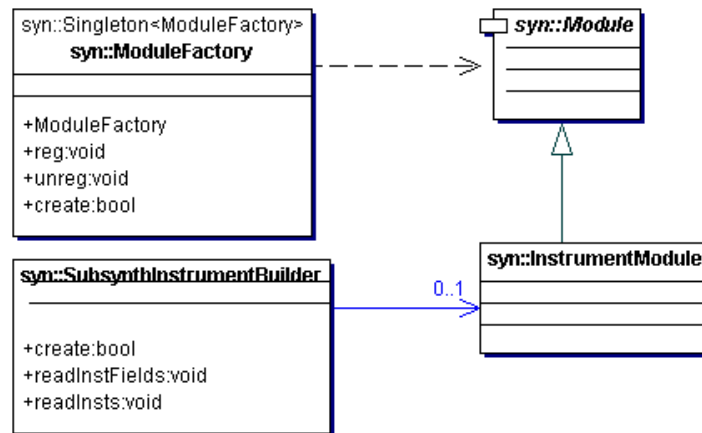 syn::Singleton<ModuleFactory>
syn::ModuleFactory
+ModuleFactory
+reg:void
+unreg:void
+create:bool
syn::Module
syn::SubsynthInstrumentBuilder
+create:bool
+readInstFields:void
+readInsts:void
0..1
syn::InstrumentModule